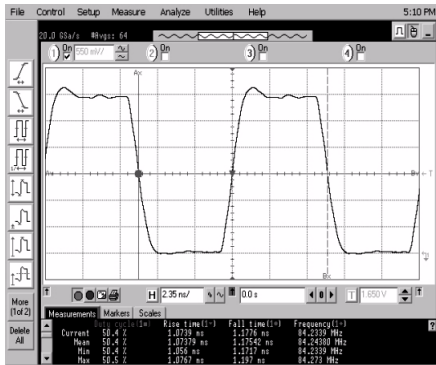 File Control Setup Measure Analyze Utilities Help 5:10 PM
20.0 GSa/s #Avgs: 64
1 On 550 mV/ 2 On 3 On 4 On
Ax
T
Bx
H 2.35 ns/ 0.0 s T 1.650 V
More
(1of 2)
Delete
All
Measurements Markers Scales
Duty cycle(1-) Rise time(1-) Fall time(1-) Frequency(1-)
Current 50.4 % 1.0739 ns 1.1776 ns 84.2339 MHz
Mean 50.4 % 1.07379 ns 1.17542 ns 84.24380 MHz
Min 50.4 % 1.056 ns 1.1717 ns 84.2339 MHz
Max 50.5 % 1.0767 ns 1.197 ns 84.273 MHz